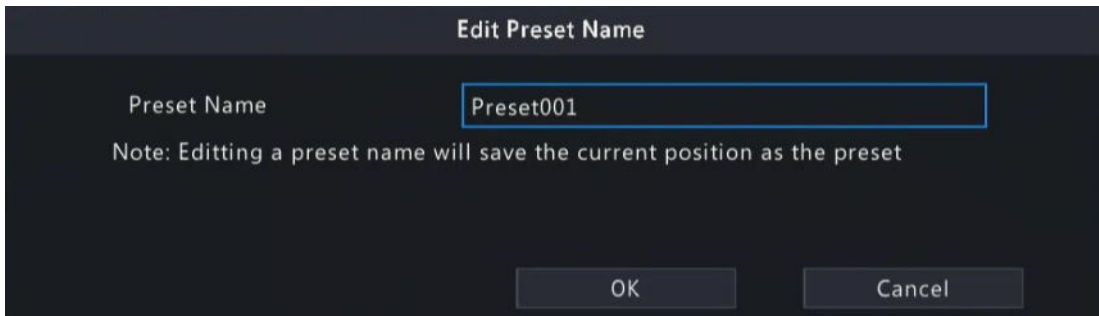 Edit Preset Name
Preset Name Preset001
Note: Editting a preset name will save the current position as the preset
OK Cancel